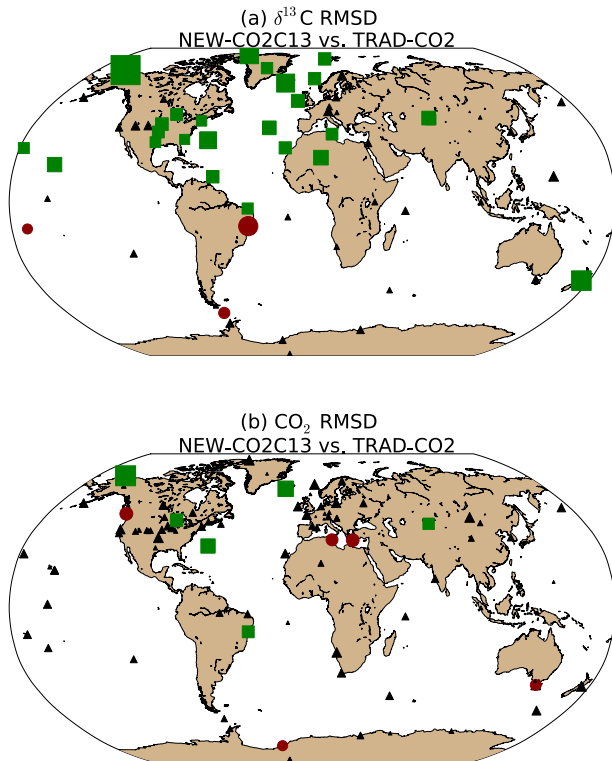 (a) δ¹³C RMSD
NEW-CO2C13 vs. TRAD-CO2
(b) CO₂ RMSD
NEW-CO2C13 vs. TRAD-CO2